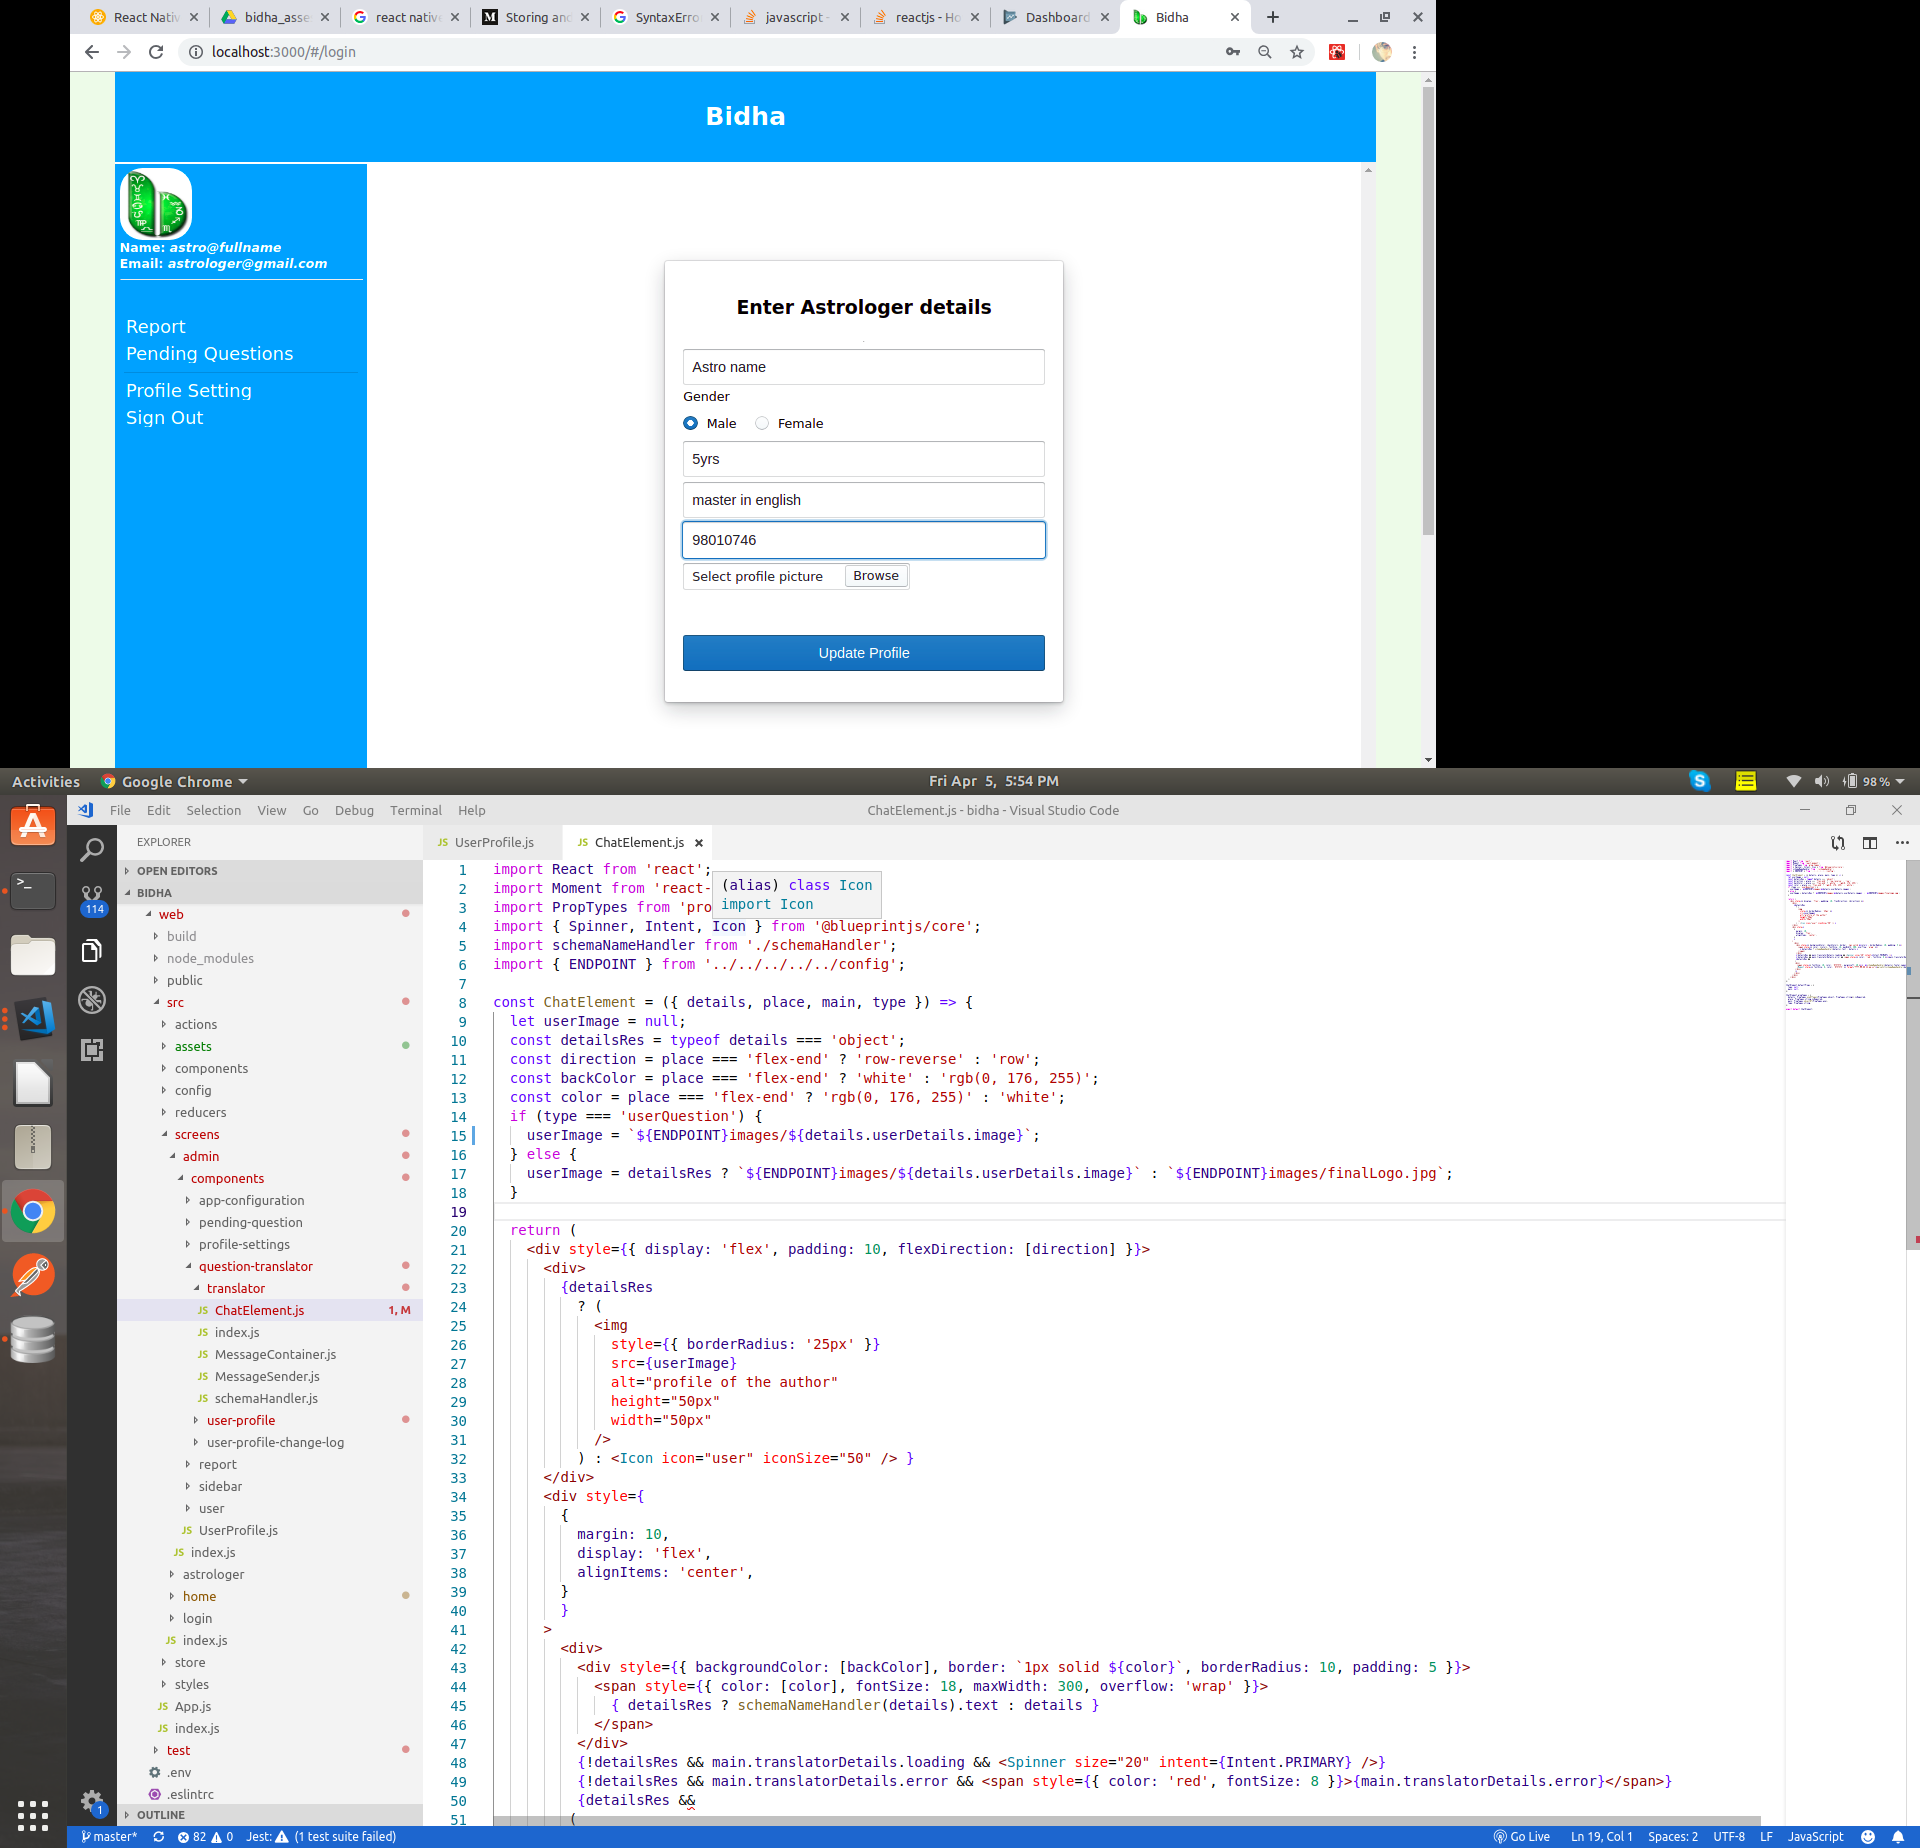 React Nativ
bidha_asse
react native
Storing and
SyntaxErro
javascript -
reactjs - Ho
Dashboard
Bidha
localhost:3000/#/login
Bidha
Name: astro@fullname
Email: astrologer@gmail.com
Report
Pending Questions
Profile Setting
Sign Out
Enter Astrologer details
Astro name
Gender
Male Female
5yrs
master in english
98010746
Select profile picture Browse
Update Profile
Activities Google Chrome Fri Apr 5, 5:54 PM 98 %
File Edit Selection View Go Debug Terminal Help ChatElement.js - bidha - Visual Studio Code
EXPLORER
OPEN EDITORS
BIDHA
114
web
build
node_modules
public
src
actions
assets
components
config
reducers
screens
admin
components
app-configuration
pending-question
profile-settings
question-translator
translator
JS ChatElement.js 1, M
JS index.js
JS MessageContainer.js
JS MessageSender.js
JS schemaHandler.js
user-profile
user-profile-change-log
report
sidebar
user
JS UserProfile.js
JS index.js
astrologer
home
login
JS index.js
store
styles
JS App.js
JS index.js
test
.env
.eslintrc
OUTLINE
1
JS UserProfile.js JS ChatElement.js
1 import React from 'react';
2 import Moment from 'react-
3 import PropTypes from 'pro
(alias) class Icon
import Icon
4 import { Spinner, Intent, Icon } from '@blueprintjs/core';
5 import schemaNameHandler from './schemaHandler';
6 import { ENDPOINT } from '../../../../../config';
7
8 const ChatElement = ({ details, place, main, type }) => {
9 let userImage = null;
10 const detailsRes = typeof details === 'object';
11 const direction = place === 'flex-end' ? 'row-reverse' : 'row';
12 const backColor = place === 'flex-end' ? 'white' : 'rgb(0, 176, 255)';
13 const color = place === 'flex-end' ? 'rgb(0, 176, 255)' : 'white';
14 if (type === 'userQuestion') {
15 userImage = `${ENDPOINT}images/${details.userDetails.image}`;
16 } else {
17 userImage = detailsRes ? `${ENDPOINT}images/${details.userDetails.image}` : `${ENDPOINT}images/finalLogo.jpg`;
18 }
19
20 return (
21 <div style={{ display: 'flex', padding: 10, flexDirection: [direction] }}>
22 <div>
23 {detailsRes
24 ? (
25 <img
26 style={{ borderRadius: '25px' }}
27 src={userImage}
28 alt="profile of the author"
29 height="50px"
30 width="50px"
31 />
32 ) : <Icon icon="user" iconSize="50" /> }
33 </div>
34 <div style={
35 {
36 margin: 10,
37 display: 'flex',
38 alignItems: 'center',
39 }
40 }
41 >
42 <div>
43 <div style={{ backgroundColor: [backColor], border: `1px solid ${color}`, borderRadius: 10, padding: 5 }}>
44 <span style={{ color: [color], fontSize: 18, maxWidth: 300, overflow: 'wrap' }}>
45 { detailsRes ? schemaNameHandler(details).text : details }
46 </span>
47 </div>
48 {!detailsRes && main.translatorDetails.loading && <Spinner size="20" intent={Intent.PRIMARY} />}
49 {!detailsRes && main.translatorDetails.error && <span style={{ color: 'red', fontSize: 8 }}>{main.translatorDetails.error}</span>}
50 {detailsRes &&
51 (
master* 82 0 Jest: (1 test suite failed) Go Live Ln 19, Col 1 Spaces: 2 UTF-8 LF JavaScript